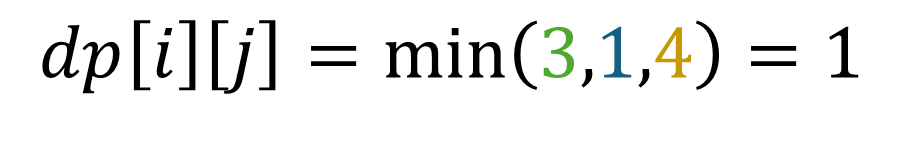 dp[i][j] = min(3,1,4) = 1